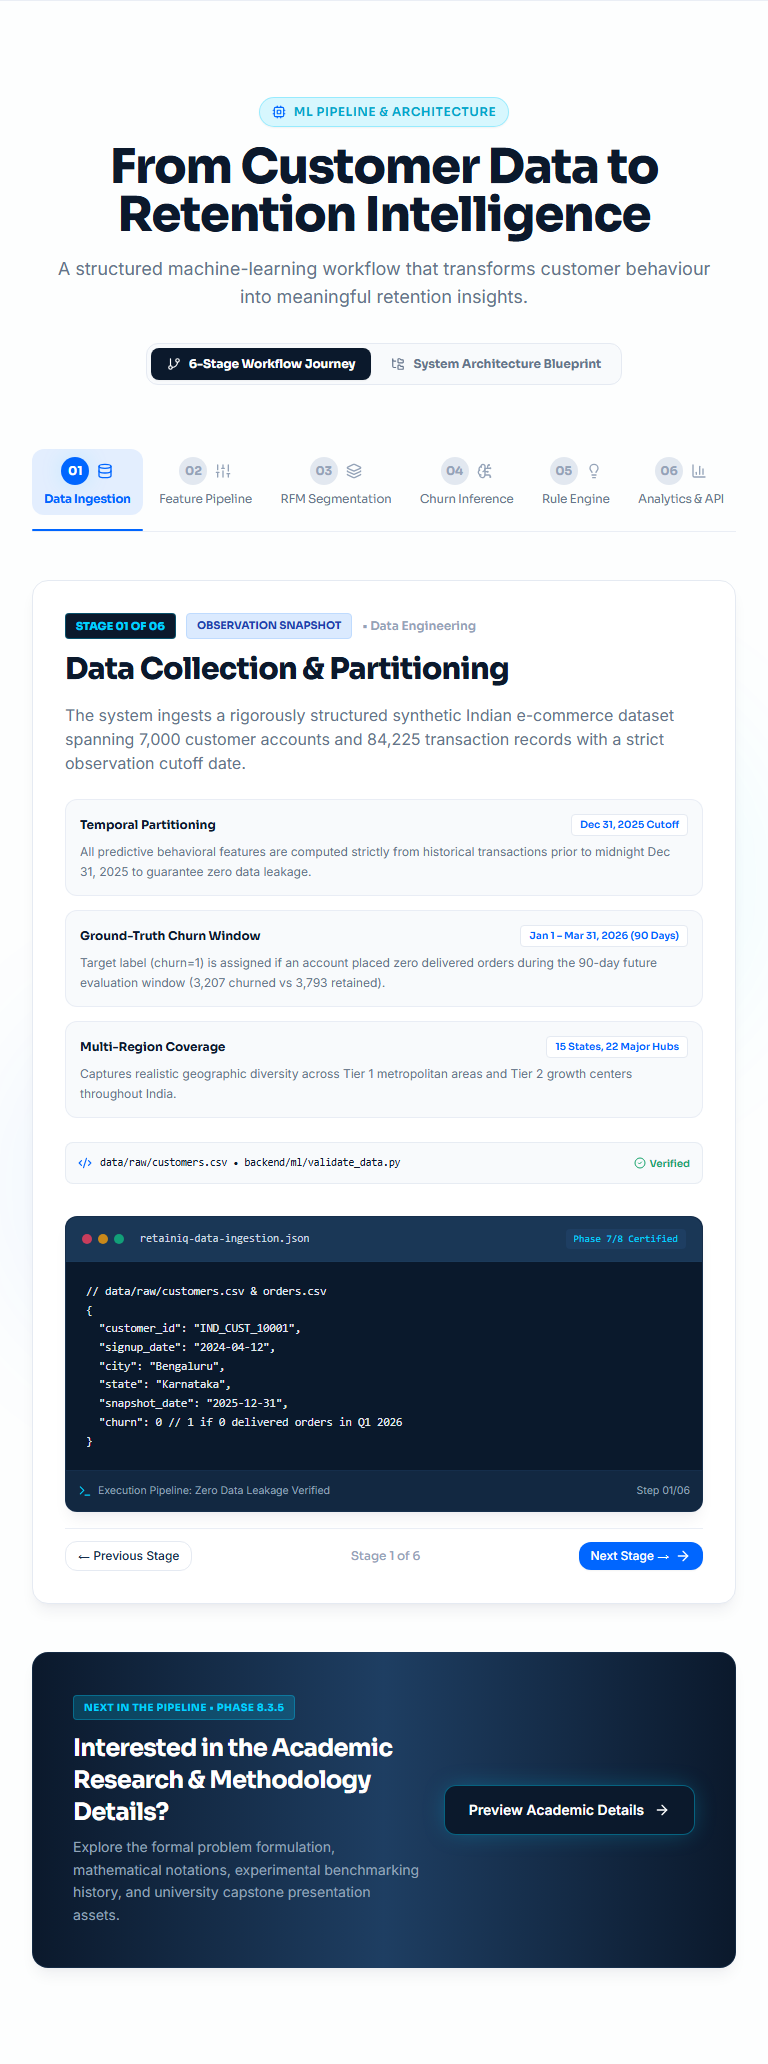 ML PIPELINE & ARCHITECTURE
From Customer Data to
Retention Intelligence
A structured machine-learning workflow that transforms customer behaviour
into meaningful retention insights.
6-Stage Workflow Journey
System Architecture Blueprint
01
02
03
04
05
06
Data Ingestion
Feature Pipeline
RFM Segmentation
Churn Inference
Rule Engine
Analytics & API
STAGE 01 OF 06
OBSERVATION SNAPSHOT
• Data Engineering
Data Collection & Partitioning
The system ingests a rigorously structured synthetic Indian e-commerce dataset
spanning 7,000 customer accounts and 84,225 transaction records with a strict
observation cutoff date.
Temporal Partitioning
Dec 31, 2025 Cutoff
All predictive behavioral features are computed strictly from historical transactions prior to midnight Dec
31, 2025 to guarantee zero data leakage.
Ground-Truth Churn Window
Jan 1 – Mar 31, 2026 (90 Days)
Target label (churn=1) is assigned if an account placed zero delivered orders during the 90-day future
evaluation window (3,207 churned vs 3,793 retained).
Multi-Region Coverage
15 States, 22 Major Hubs
Captures realistic geographic diversity across Tier 1 metropolitan areas and Tier 2 growth centers
throughout India.
data/raw/customers.csv • backend/ml/validate_data.py
Verified
retainiq-data-ingestion.json
Phase 7/8 Certified
// data/raw/customers.csv & orders.csv
{
"customer_id": "IND_CUST_10001",
"signup_date": "2024-04-12",
"city": "Bengaluru",
"state": "Karnataka",
"snapshot_date": "2025-12-31",
"churn": 0 // 1 if 0 delivered orders in Q1 2026
}
Execution Pipeline: Zero Data Leakage Verified
Step 01/06
← Previous Stage
Stage 1 of 6
Next Stage → →
NEXT IN THE PIPELINE • PHASE 8.3.5
Interested in the Academic
Research & Methodology
Details?
Explore the formal problem formulation,
mathematical notations, experimental benchmarking
history, and university capstone presentation
assets.
Preview Academic Details →